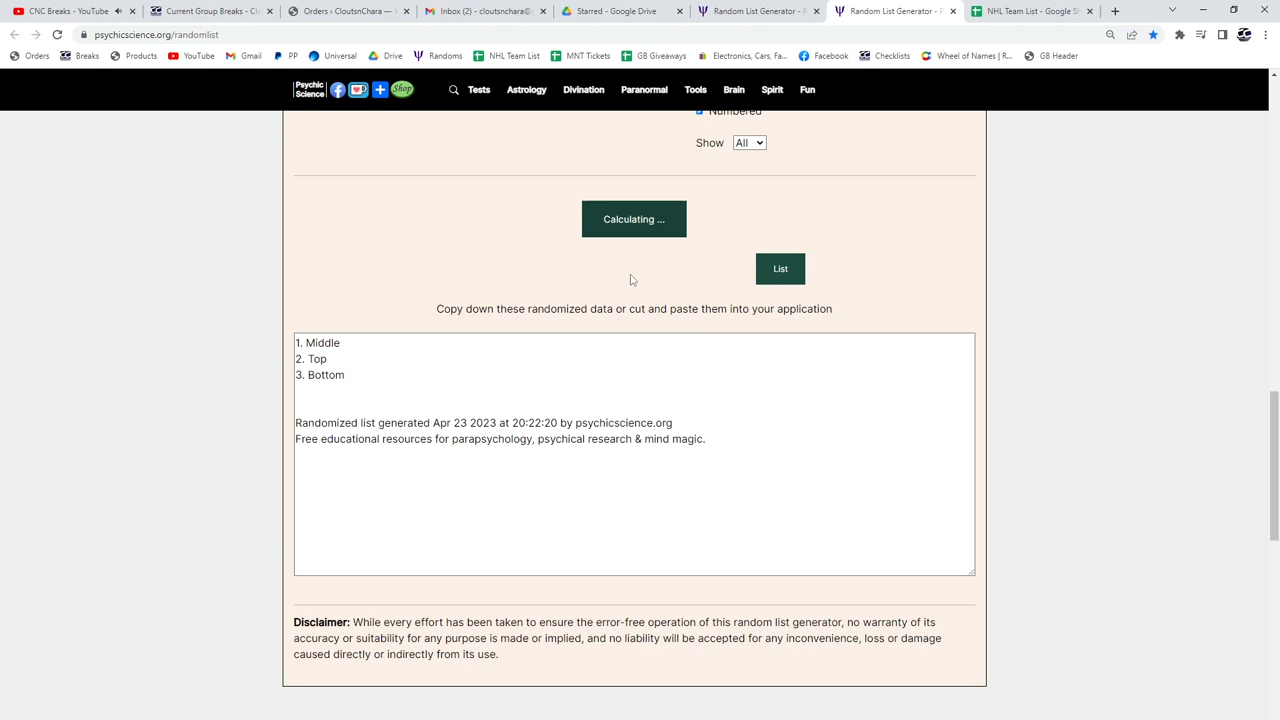 CNC Breaks - YouTube
Current Group Breaks - Clo
Orders ‹ CloutsnChara — W
Inbox (2) - cloutsnchara@g
Starred - Google Drive
Random List Generator - P
Random List Generator - P
NHL Team List - Google Sh
psychicscience.org/randomlist
Orders
Breaks
Products
YouTube
Gmail
PP
Universal
Drive
Randoms
NHL Team List
MNT Tickets
GB Giveaways
Electronics, Cars, Fa...
Facebook
Checklists
Wheel of Names | R...
GB Header
Psychic
Science
Shop
Tests
Astrology
Divination
Paranormal
Tools
Brain
Spirit
Fun
Numbered
Show All
Calculating ...
List
Copy down these randomized data or cut and paste them into your application
1. Middle
2. Top
3. Bottom
Randomized list generated Apr 23 2023 at 20:22:20 by psychicscience.org
Free educational resources for parapsychology, psychical research & mind magic.
Disclaimer: While every effort has been taken to ensure the error-free operation of this random list generator, no warranty of its
accuracy or suitability for any purpose is made or implied, and no liability will be accepted for any inconvenience, loss or damage
caused directly or indirectly from its use.